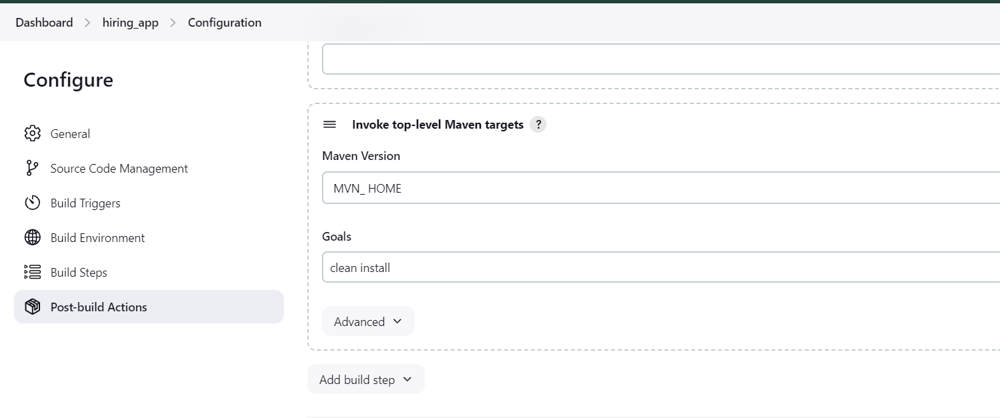 Dashboard > hiring_app > Configuration
Configure
General
Source Code Management
Build Triggers
Build Environment
Build Steps
Post-build Actions
Invoke top-level Maven targets ?
Maven Version
MVN_ HOME
Goals
clean install
Advanced
Add build step